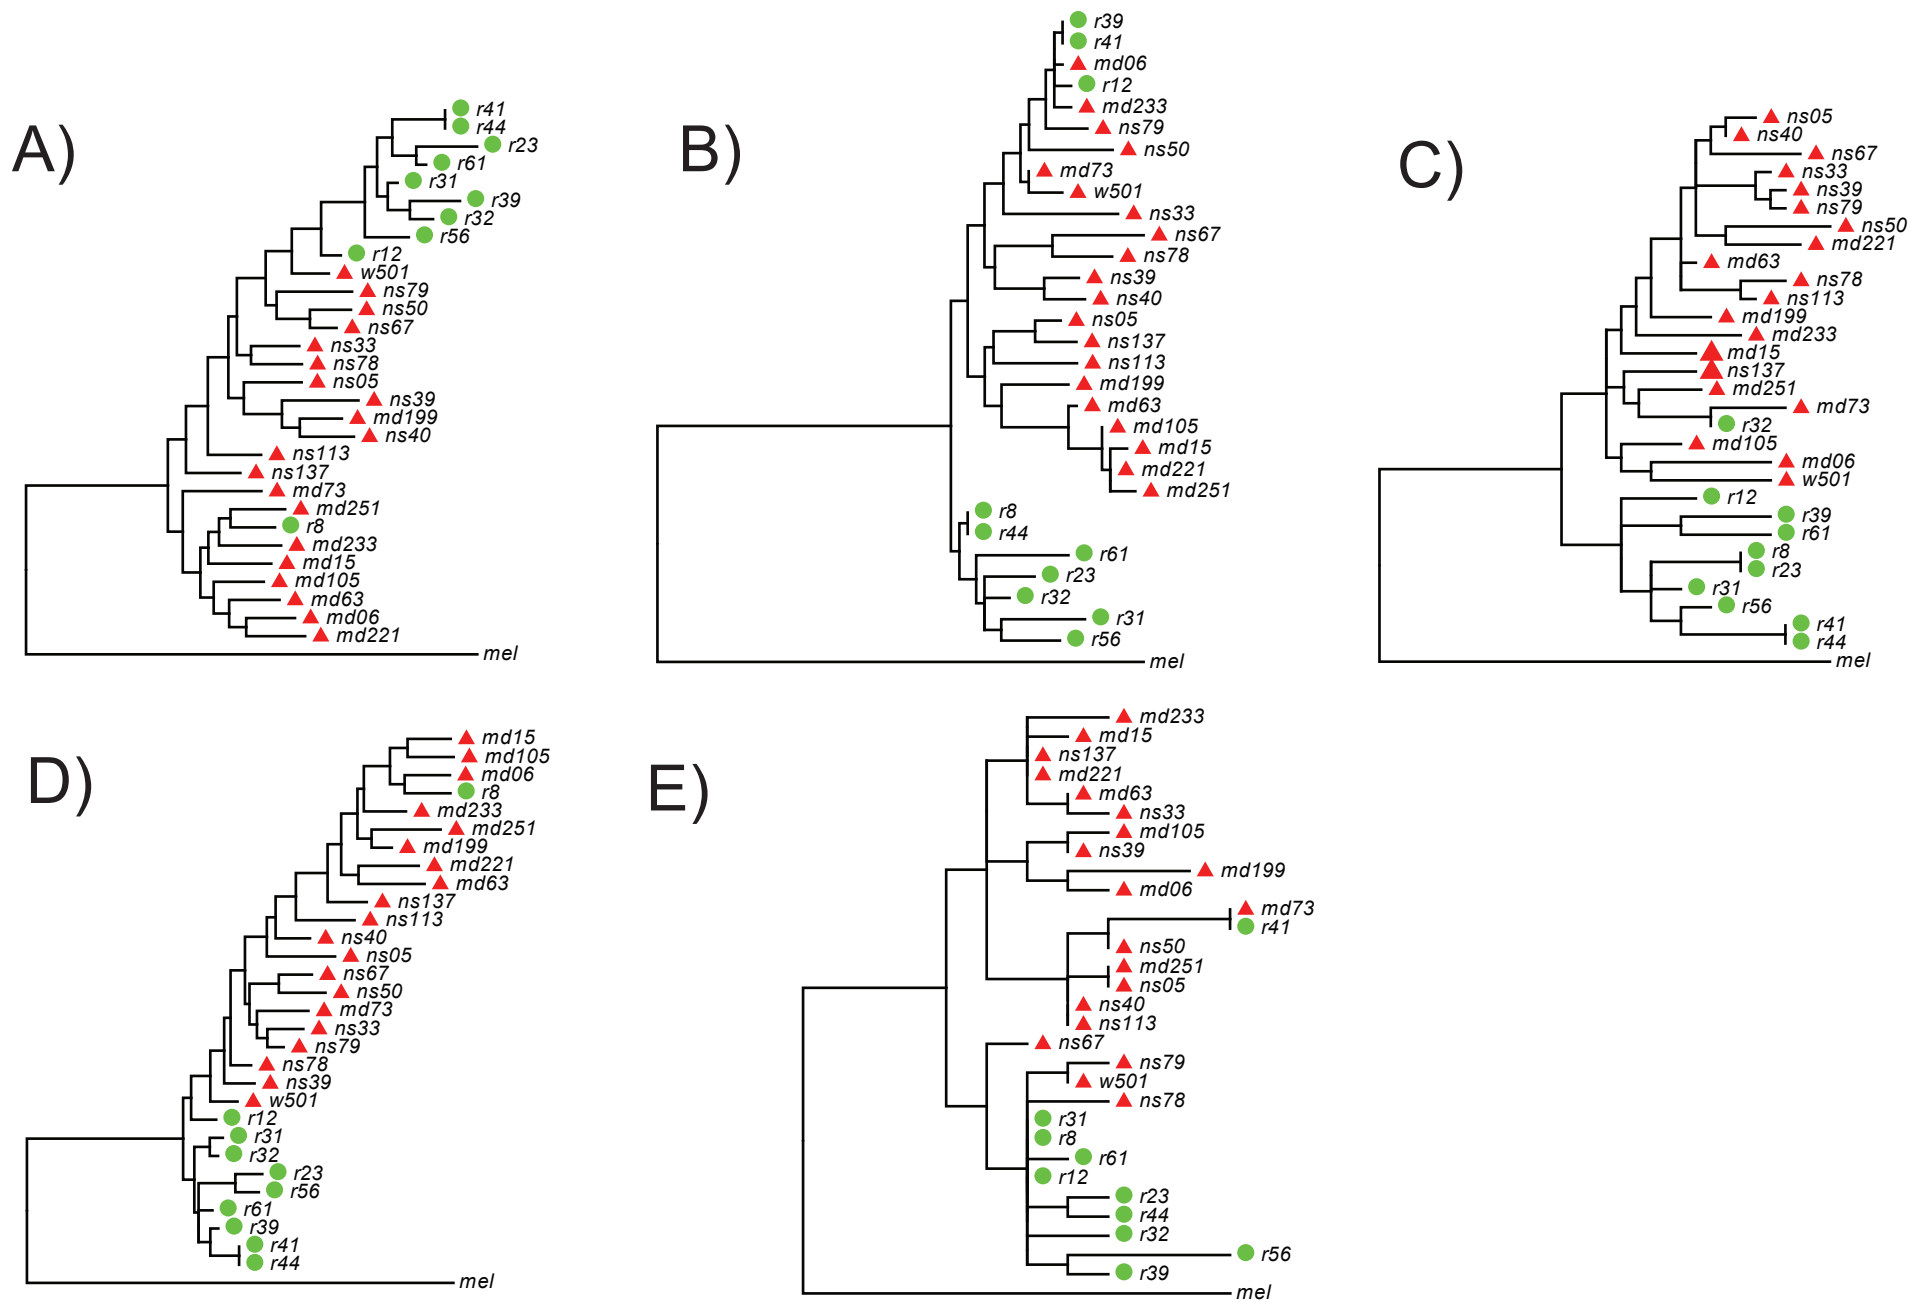 A)
r41
r44
r23
r61
r31
r39
r32
r56
r12
w501
ns79
ns50
ns67
ns33
ns78
ns05
ns39
md199
ns40
ns113
ns137
md73
md251
r8
md233
md15
md105
md63
md06
md221
mel
B)
r39
r41
md06
r12
md233
ns79
ns50
md73
w501
ns33
ns67
ns78
ns39
ns40
ns05
ns137
ns113
md199
md63
md105
md15
md221
md251
r8
r44
r61
r23
r32
r31
r56
mel
C)
ns05
ns40
ns67
ns33
ns39
ns79
ns50
md221
md63
ns78
ns113
md199
md233
md15
ns137
md251
md73
r32
md105
md06
w501
r12
r39
r61
r8
r23
r31
r56
r41
r44
mel
D)
md15
md105
md06
r8
md233
md251
md199
md221
md63
ns137
ns113
ns40
ns05
ns67
ns50
md73
ns33
ns79
ns78
ns39
w501
r12
r31
r32
r23
r56
r61
r39
r41
r44
mel
E)
md233
md15
ns137
md221
md63
ns33
md105
ns39
md199
md06
md73
r41
ns50
md251
ns05
ns40
ns113
ns67
ns79
w501
ns78
r31
r8
r61
r12
r23
r44
r32
r56
r39
mel